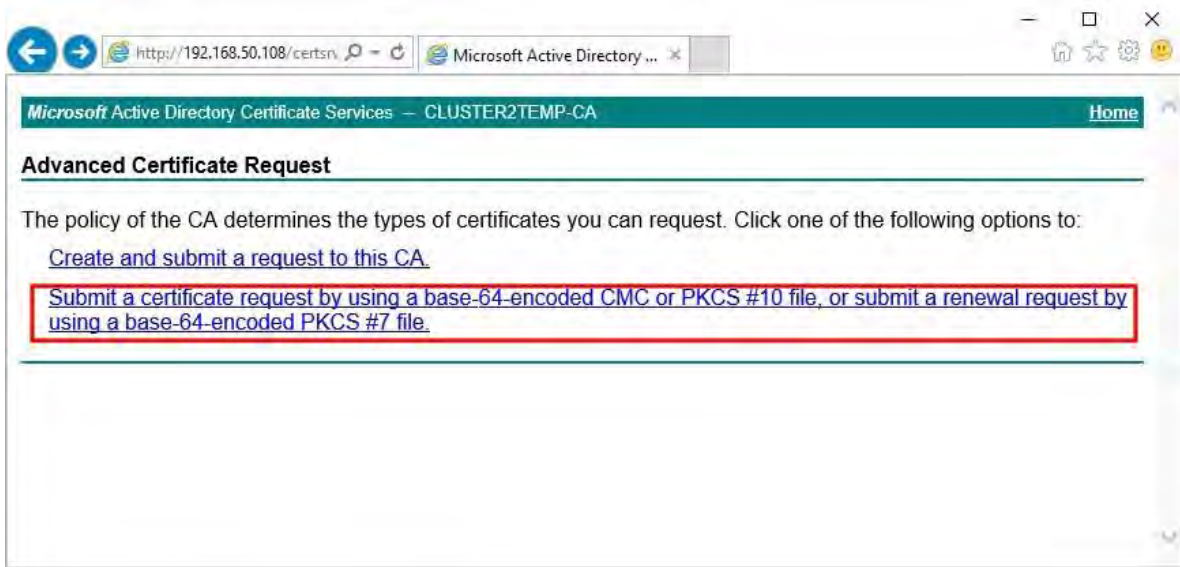 http://192.168.50.108/certsn
Microsoft Active Directory ...
Microsoft Active Directory Certificate Services – CLUSTER2TEMP-CA
Home
Advanced Certificate Request
The policy of the CA determines the types of certificates you can request. Click one of the following options to:
Create and submit a request to this CA.
Submit a certificate request by using a base-64-encoded CMC or PKCS #10 file, or submit a renewal request by
using a base-64-encoded PKCS #7 file.